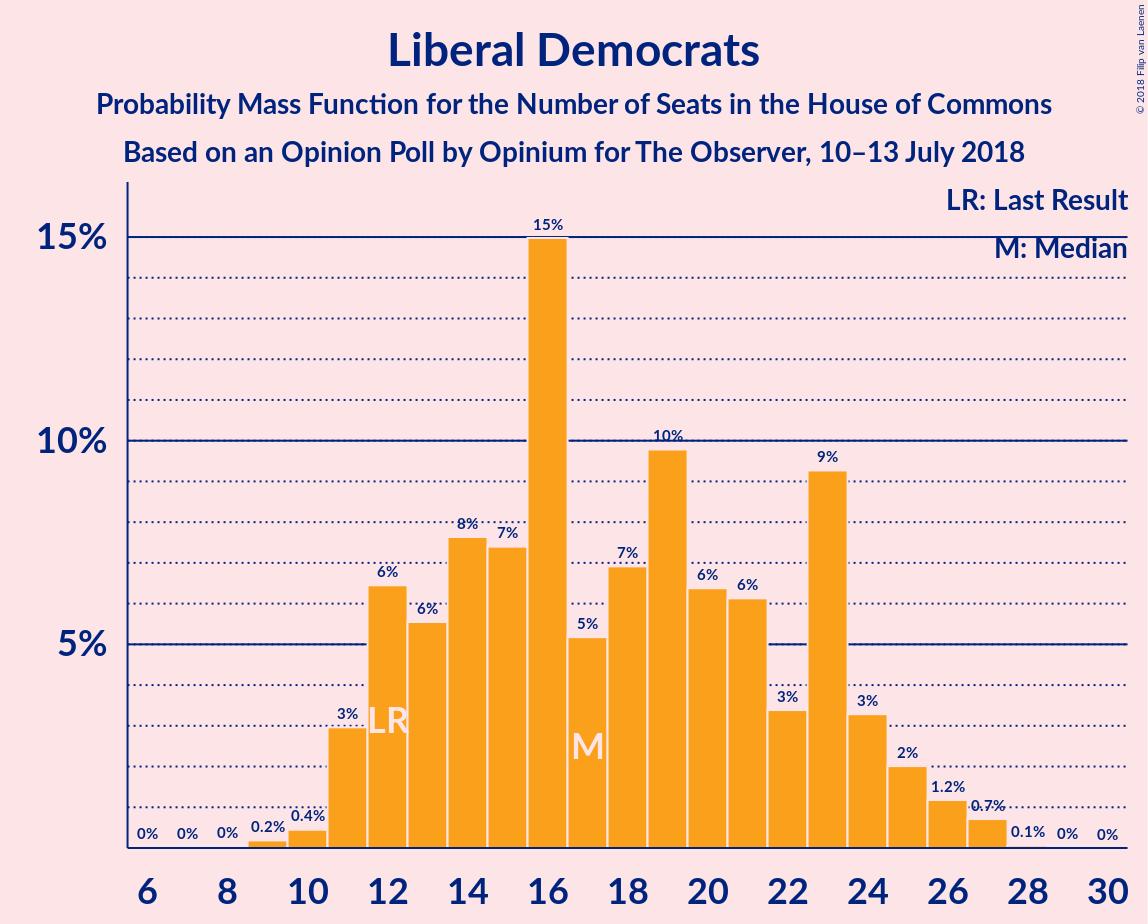 Liberal Democrats
Probability Mass Function for the Number of Seats in the House of Commons
Based on an Opinion Poll by Opinium for The Observer, 10–13 July 2018
© 2018 Filip van Laenen
LR: Last Result
M: Median
15%
10%
5%
0% 0% 0% 0.2% 0.4% 3% 6% 6% 8% 7% 15% 5% 7% 10% 6% 6% 3% 9% 3% 2% 1.2% 0.7% 0.1% 0% 0%
LR
M
6 8 10 12 14 16 18 20 22 24 26 28 30